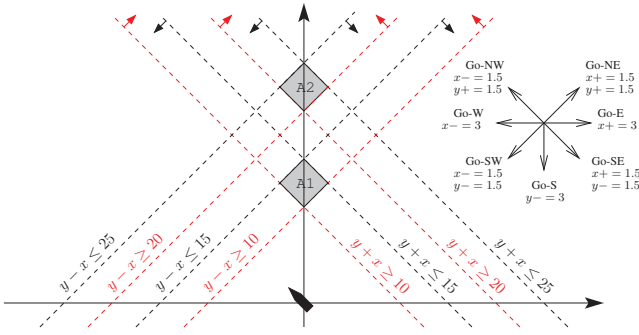 A2
A1
y − x ≤ 25
y − x ≥ 20
y − x ≤ 15
y − x ≥ 10
y + x ≥ 10
y + x ≤ 15
y + x ≥ 20
y + x ≤ 25
Go-NW
x− = 1.5
y+ = 1.5
Go-NE
x+ = 1.5
y+ = 1.5
Go-W
x− = 3
Go-E
x+ = 3
Go-SW
x− = 1.5
y− = 1.5
Go-S
y− = 3
Go-SE
x+ = 1.5
y− = 1.5